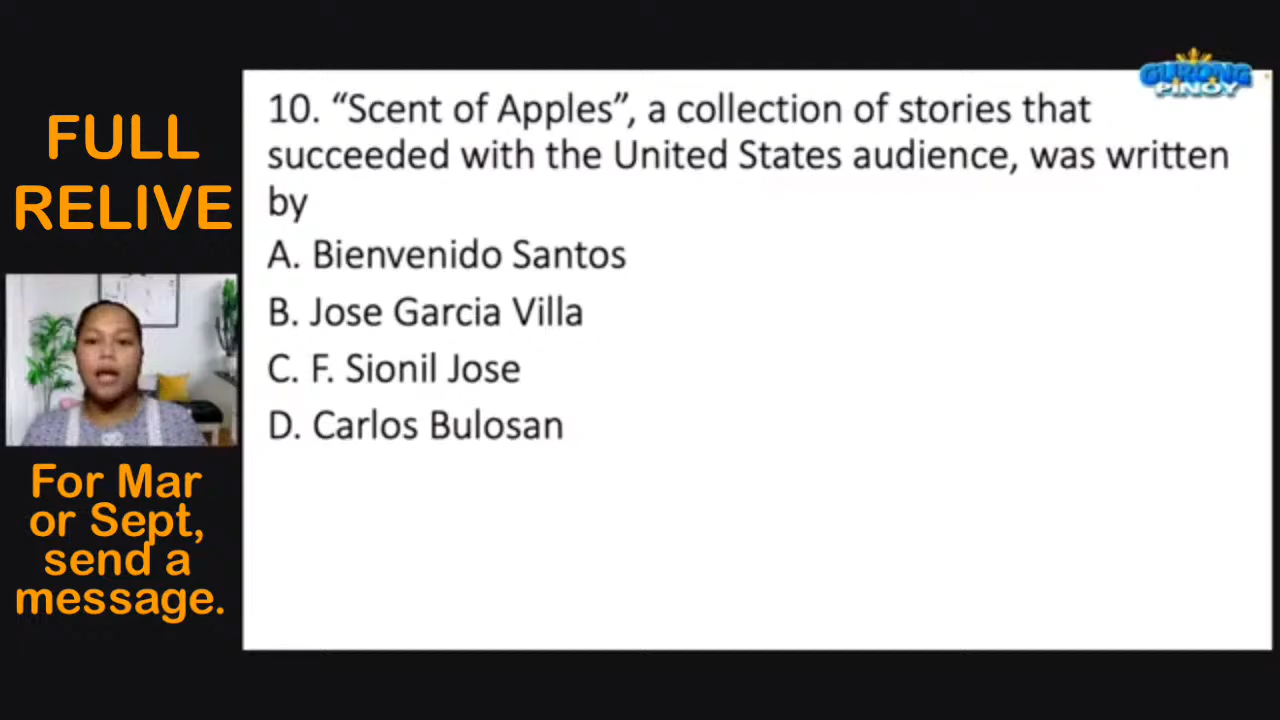 FULL
RELIVE
For Mar
or Sept,
send a
message.
GURONG
PINOY
10. “Scent of Apples”, a collection of stories that
succeeded with the United States audience, was written
by
A. Bienvenido Santos
B. Jose Garcia Villa
C. F. Sionil Jose
D. Carlos Bulosan